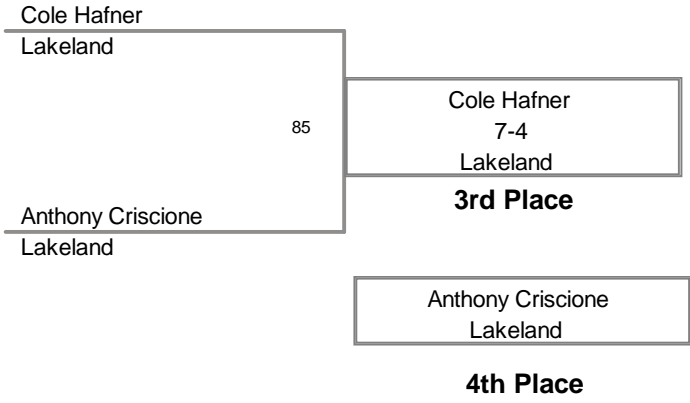 Cole Hafner
Lakeland
85
Cole Hafner
7-4
Lakeland
3rd Place
Anthony Criscione
Lakeland
Anthony Criscione
Lakeland
4th Place